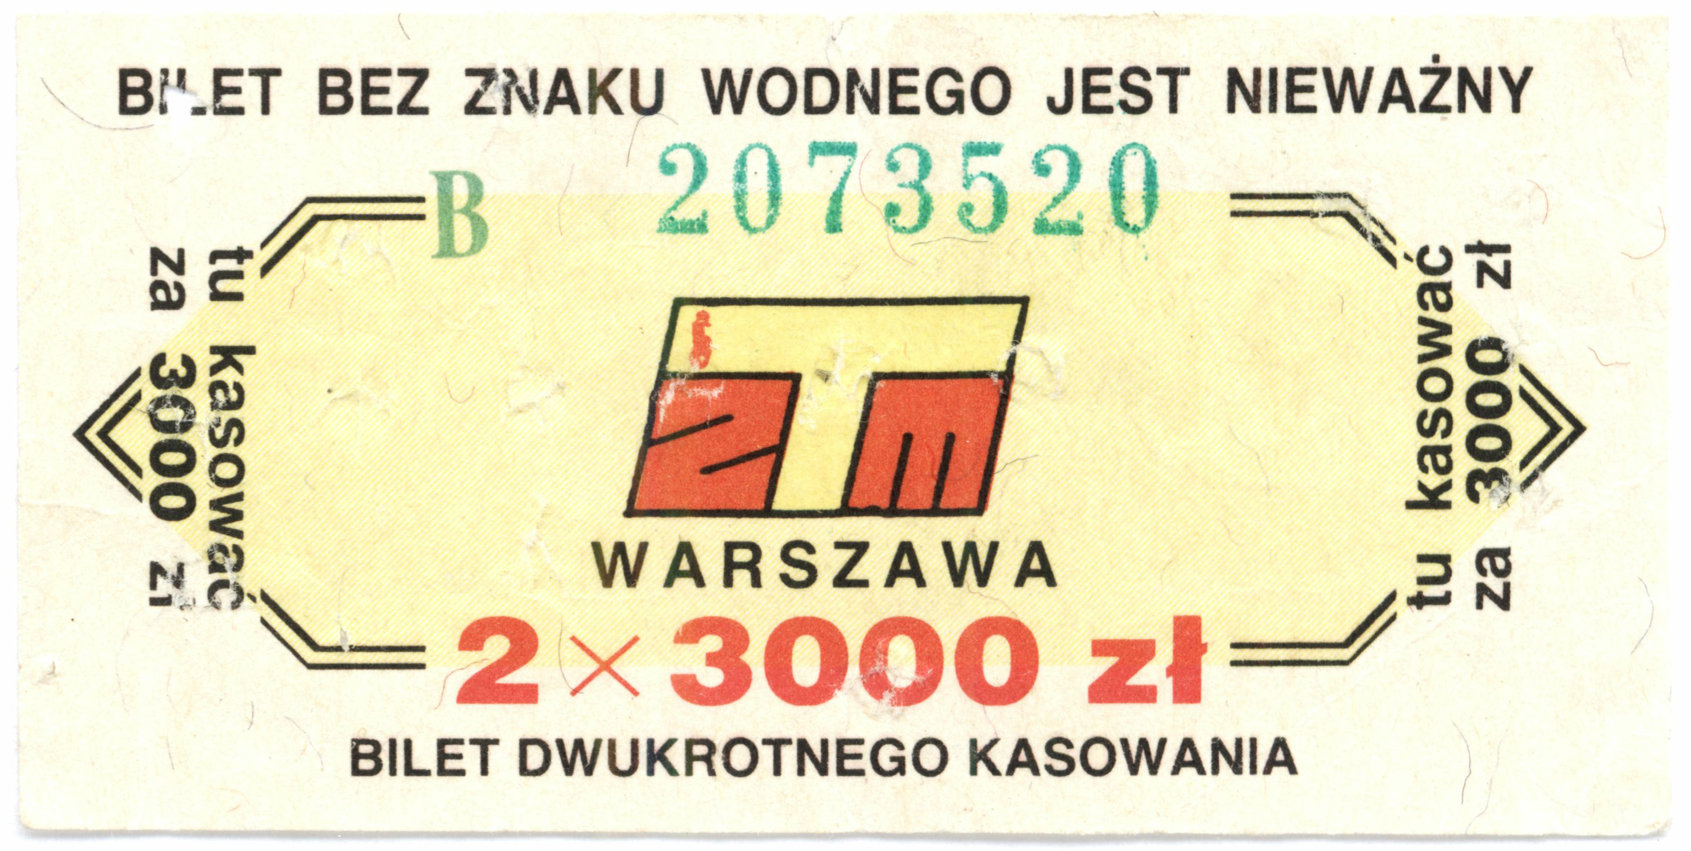 BILET BEZ ZNAKU WODNEGO JEST NIEWAŻNY
B 2073520
tu kasować
za 3000 zł
ZTM
WARSZAWA
2 × 3000 zł
BILET DWUKROTNEGO KASOWANIA
tu kasować
za 3000 zł